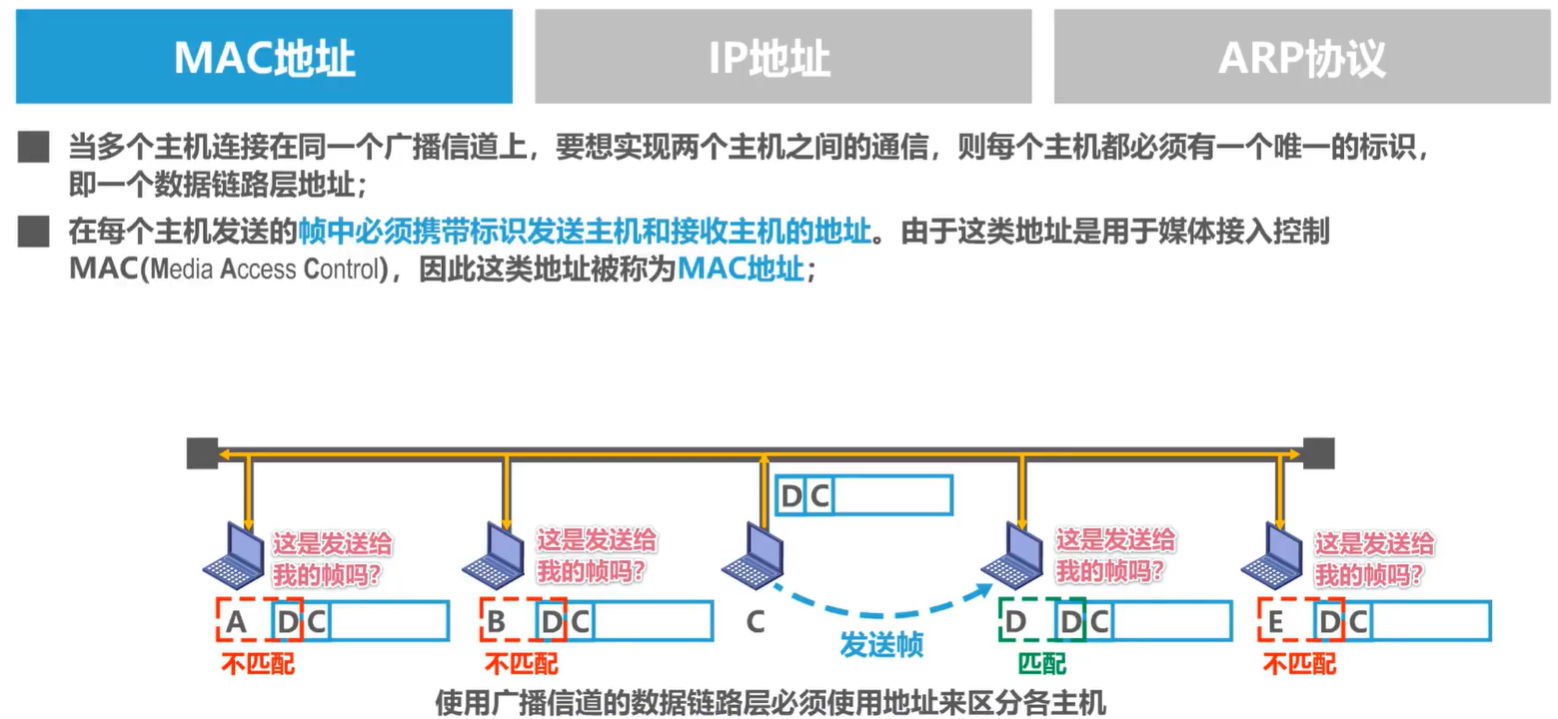 MAC地址
IP地址
ARP协议
当多个主机连接在同一个广播信道上，要想实现两个主机之间的通信，则每个主机都必须有一个唯一的标识，
即一个数据链路层地址；
在每个主机发送的帧中必须携带标识发送主机和接收主机的地址。由于这类地址是用于媒体接入控制
MAC(Media Access Control)，因此这类地址被称为MAC地址；
D C
这是发送给
我的帧吗?
这是发送给
我的帧吗?
这是发送给
我的帧吗?
这是发送给
我的帧吗?
A D C
B D C
C
D D C
E D C
发送帧
不匹配
不匹配
匹配
不匹配
使用广播信道的数据链路层必须使用地址来区分各主机